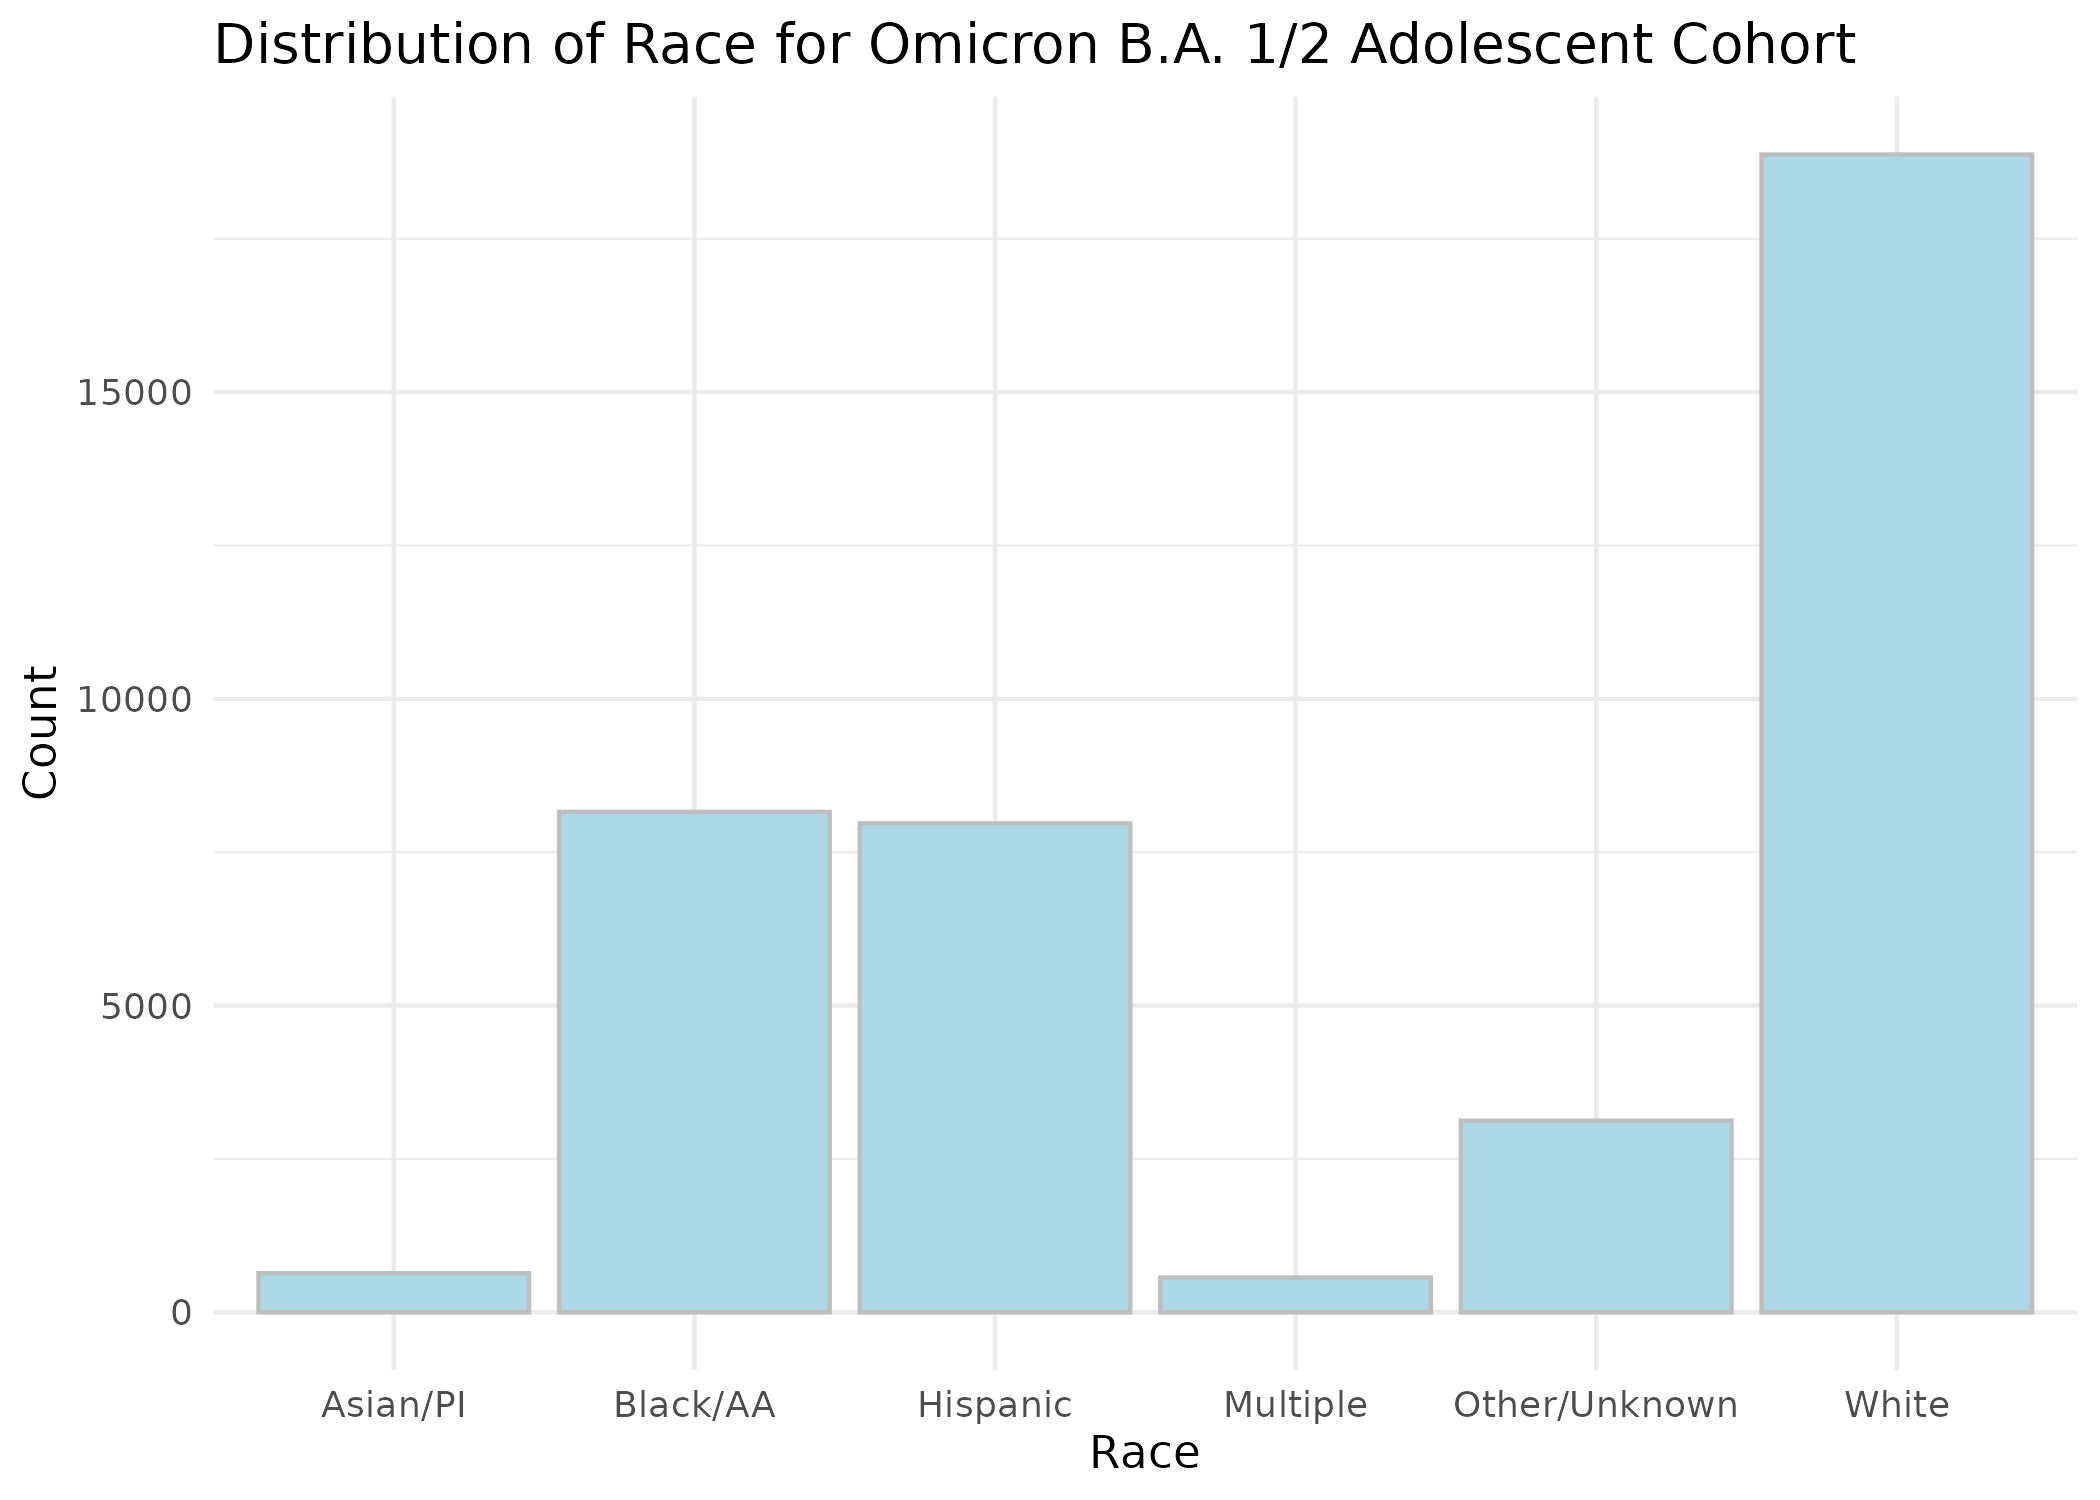 Distribution of Race for Omicron B.A. 1/2 Adolescent Cohort
Count
15000
10000
5000
0
Asian/PI
Black/AA
Hispanic
Multiple
Other/Unknown
White
Race